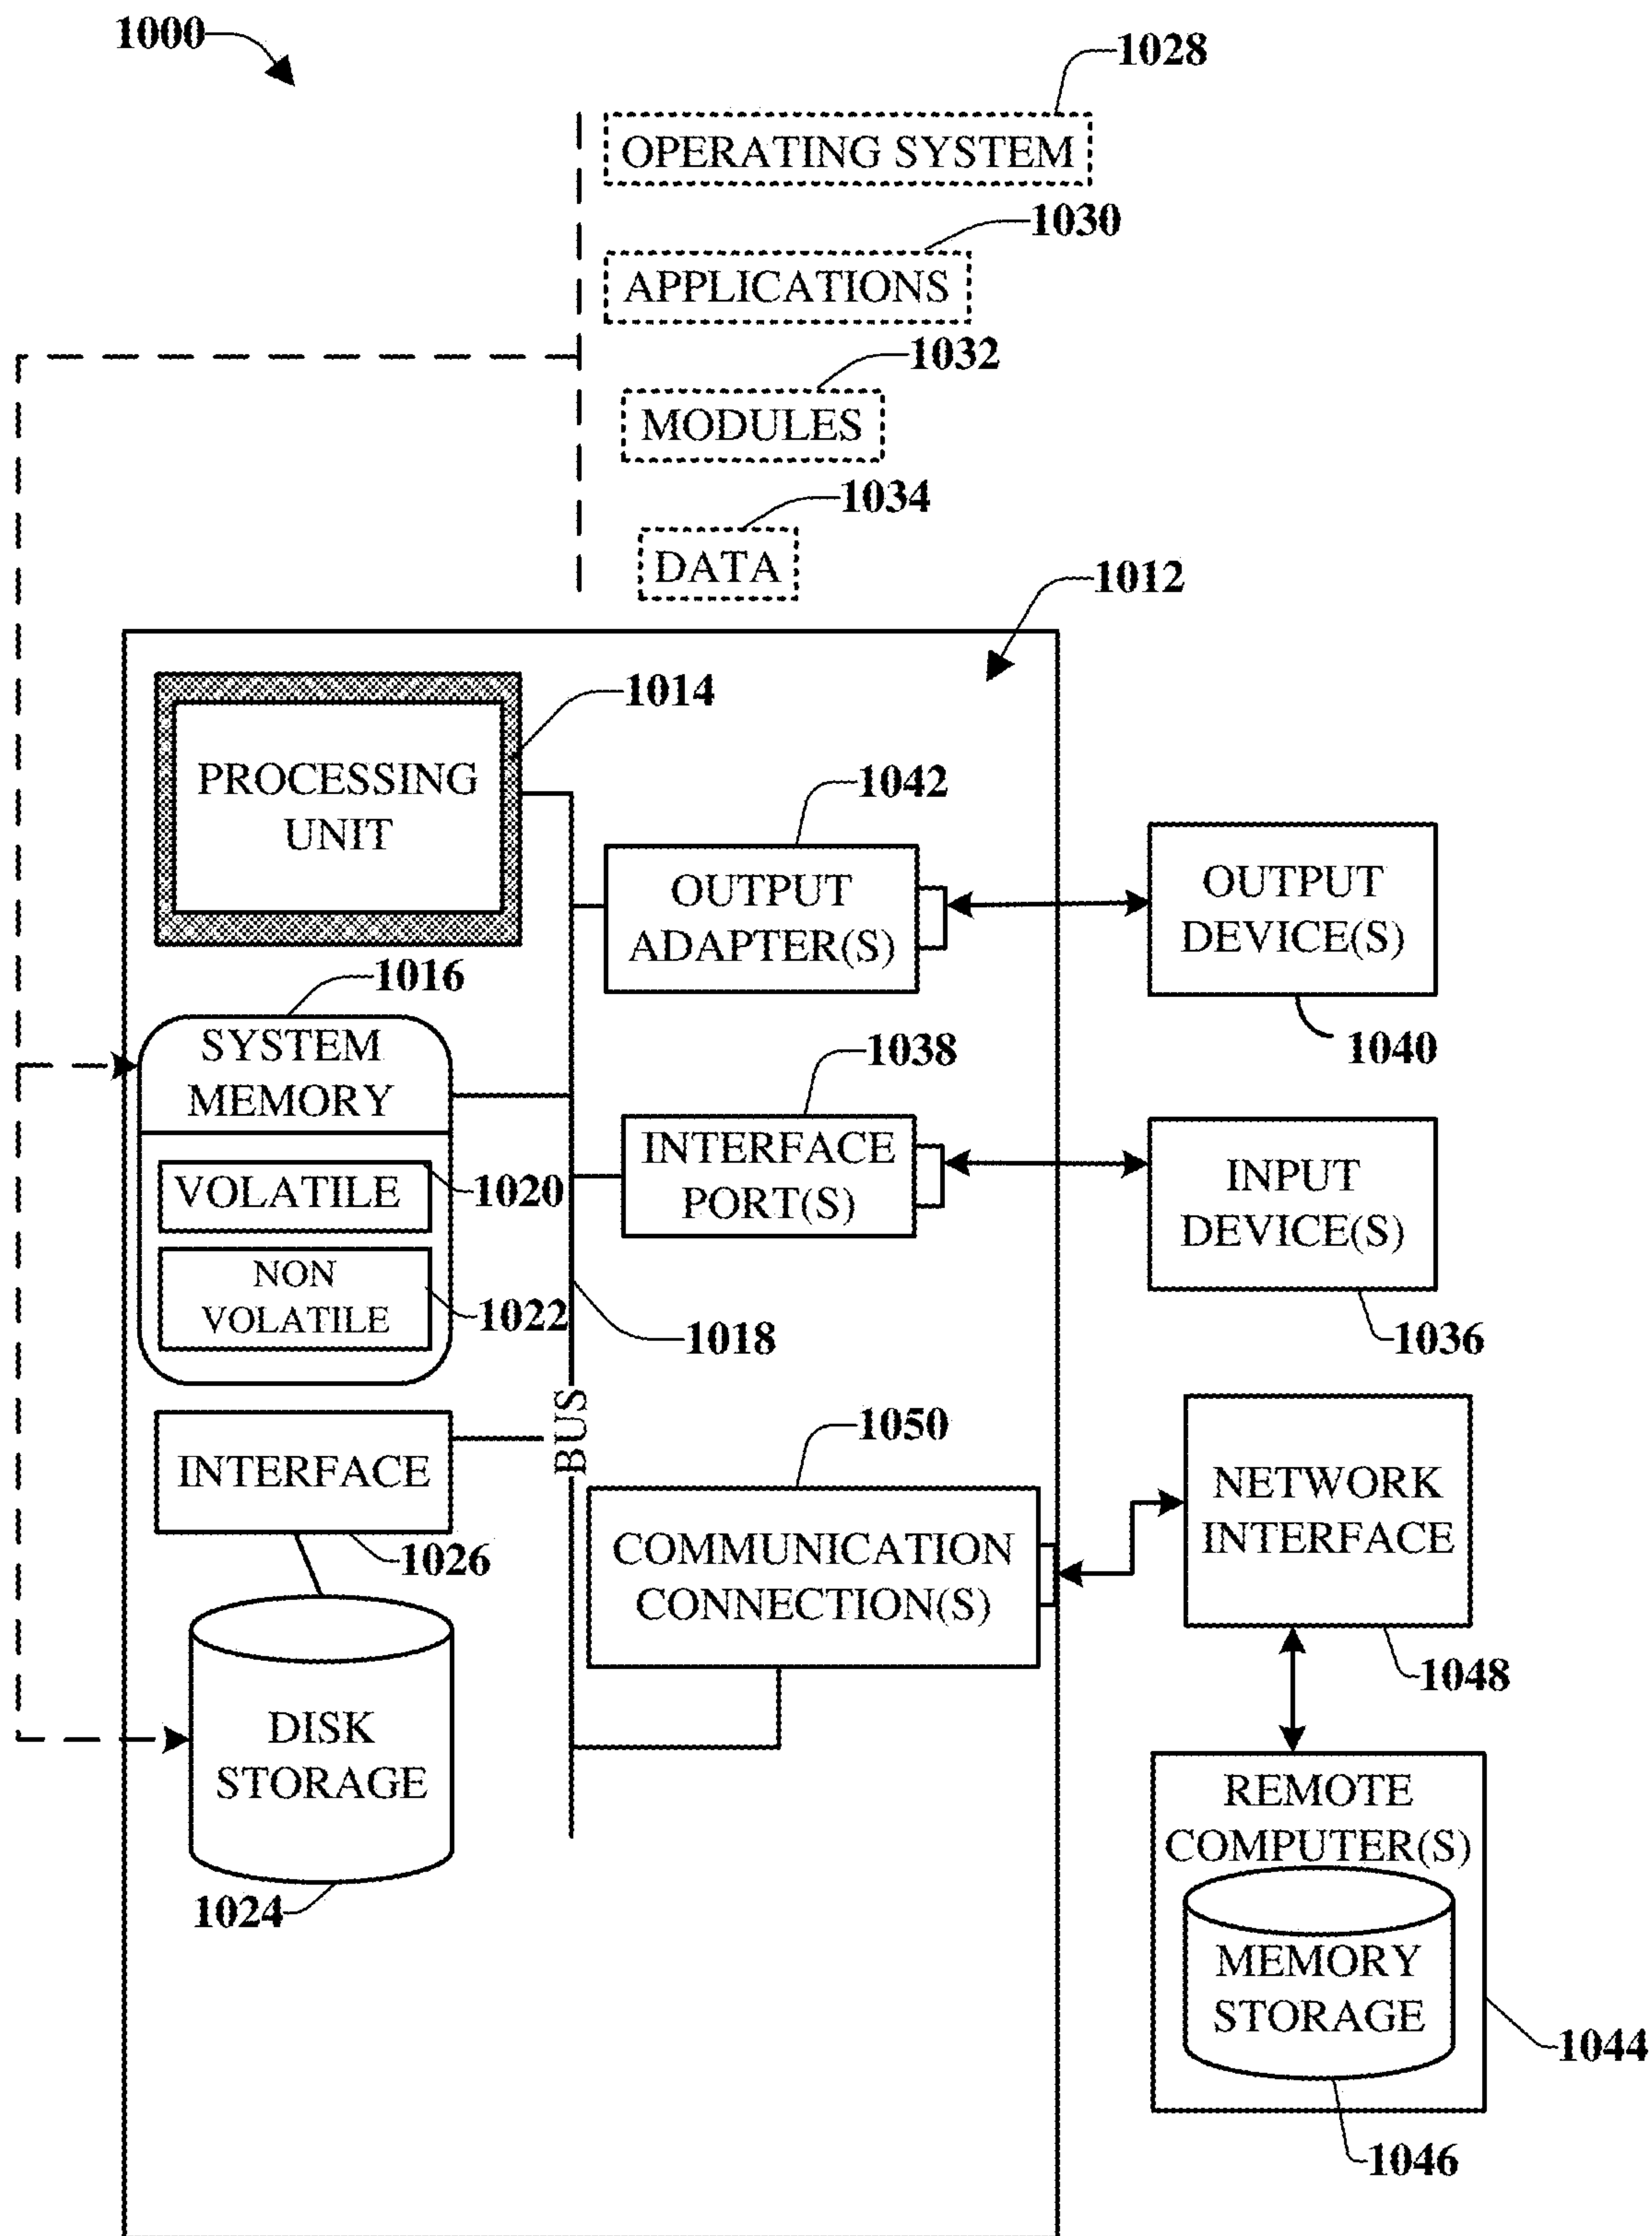 1000
1028
OPERATING SYSTEM
1030
APPLICATIONS
1032
MODULES
1034
DATA
1012
1014
PROCESSING
UNIT
1042
OUTPUT
ADAPTER(S)
OUTPUT
DEVICE(S)
1040
1016
SYSTEM
MEMORY
1038
INTERFACE
PORT(S)
INPUT
DEVICE(S)
1036
VOLATILE
1020
NON
VOLATILE
1022
1018
BUS
INTERFACE
1026
1050
COMMUNICATION
CONNECTION(S)
NETWORK
INTERFACE
1048
DISK
STORAGE
1024
REMOTE
COMPUTER(S)
MEMORY
STORAGE
1044
1046